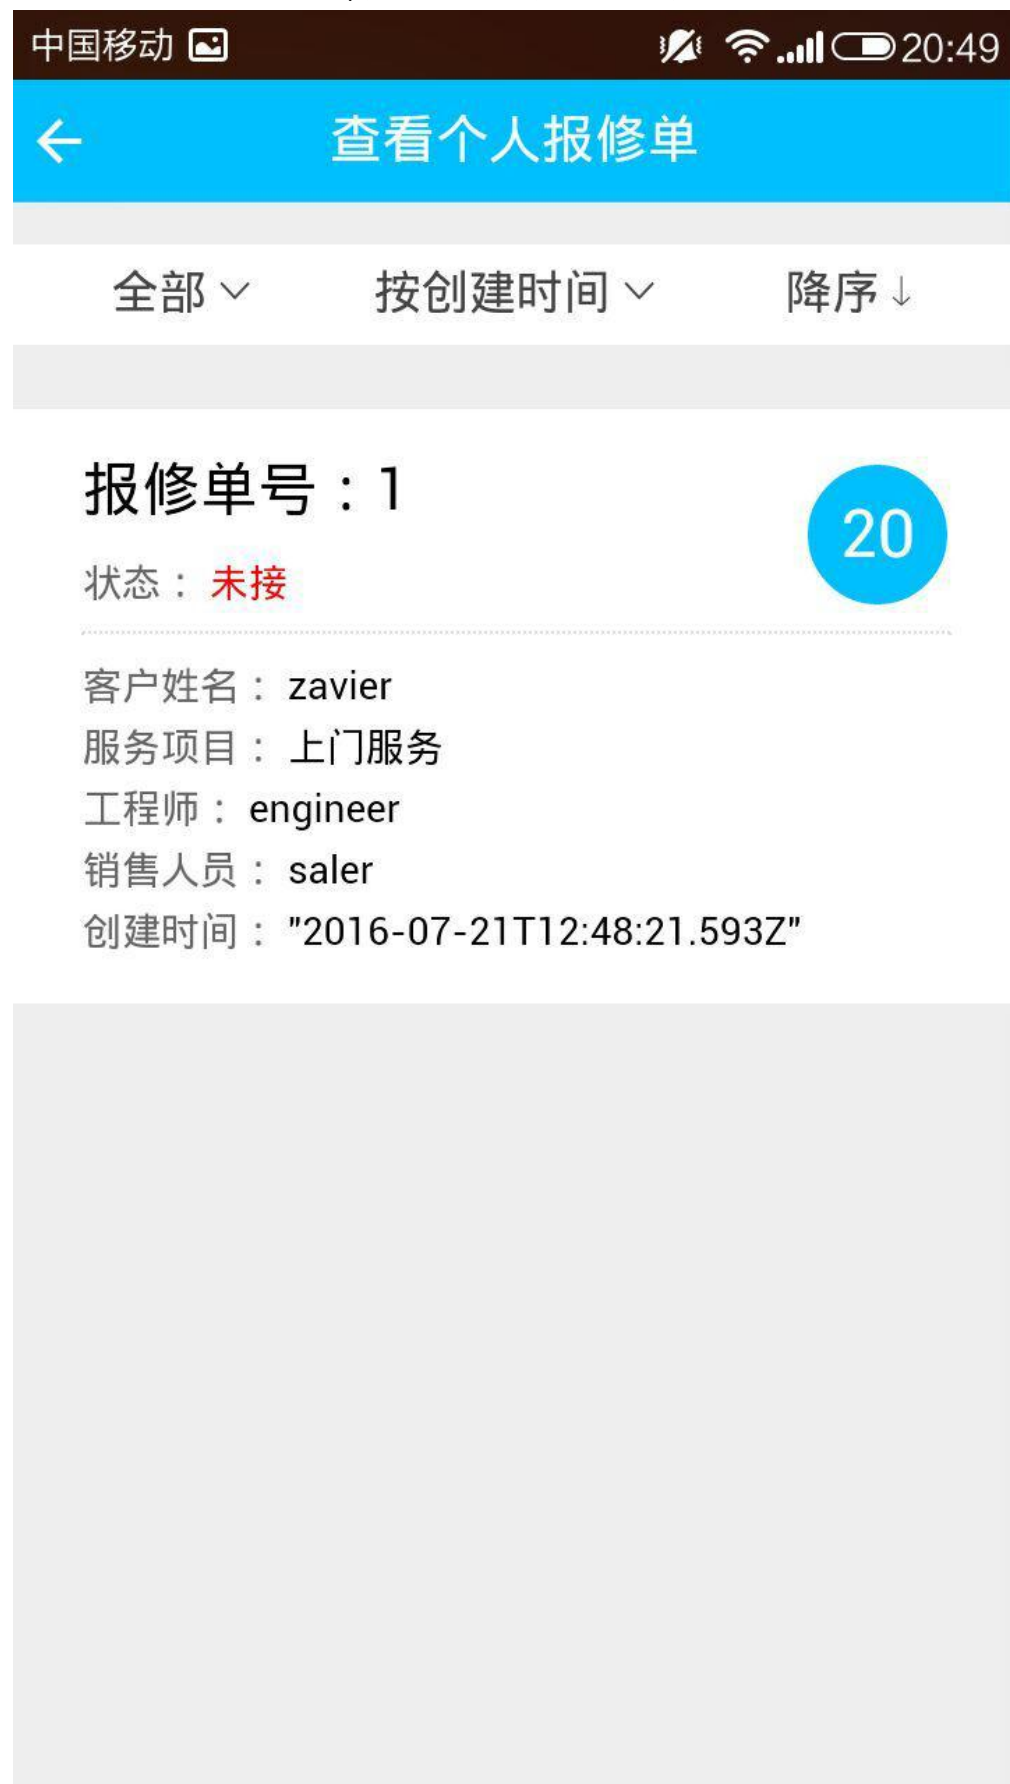 中国移动 20:49
查看个人报修单
全部 按创建时间 降序↓
报修单号：1
20
状态：未接
客户姓名：zavier
服务项目：上门服务
工程师：engineer
销售人员：saler
创建时间："2016-07-21T12:48:21.593Z"